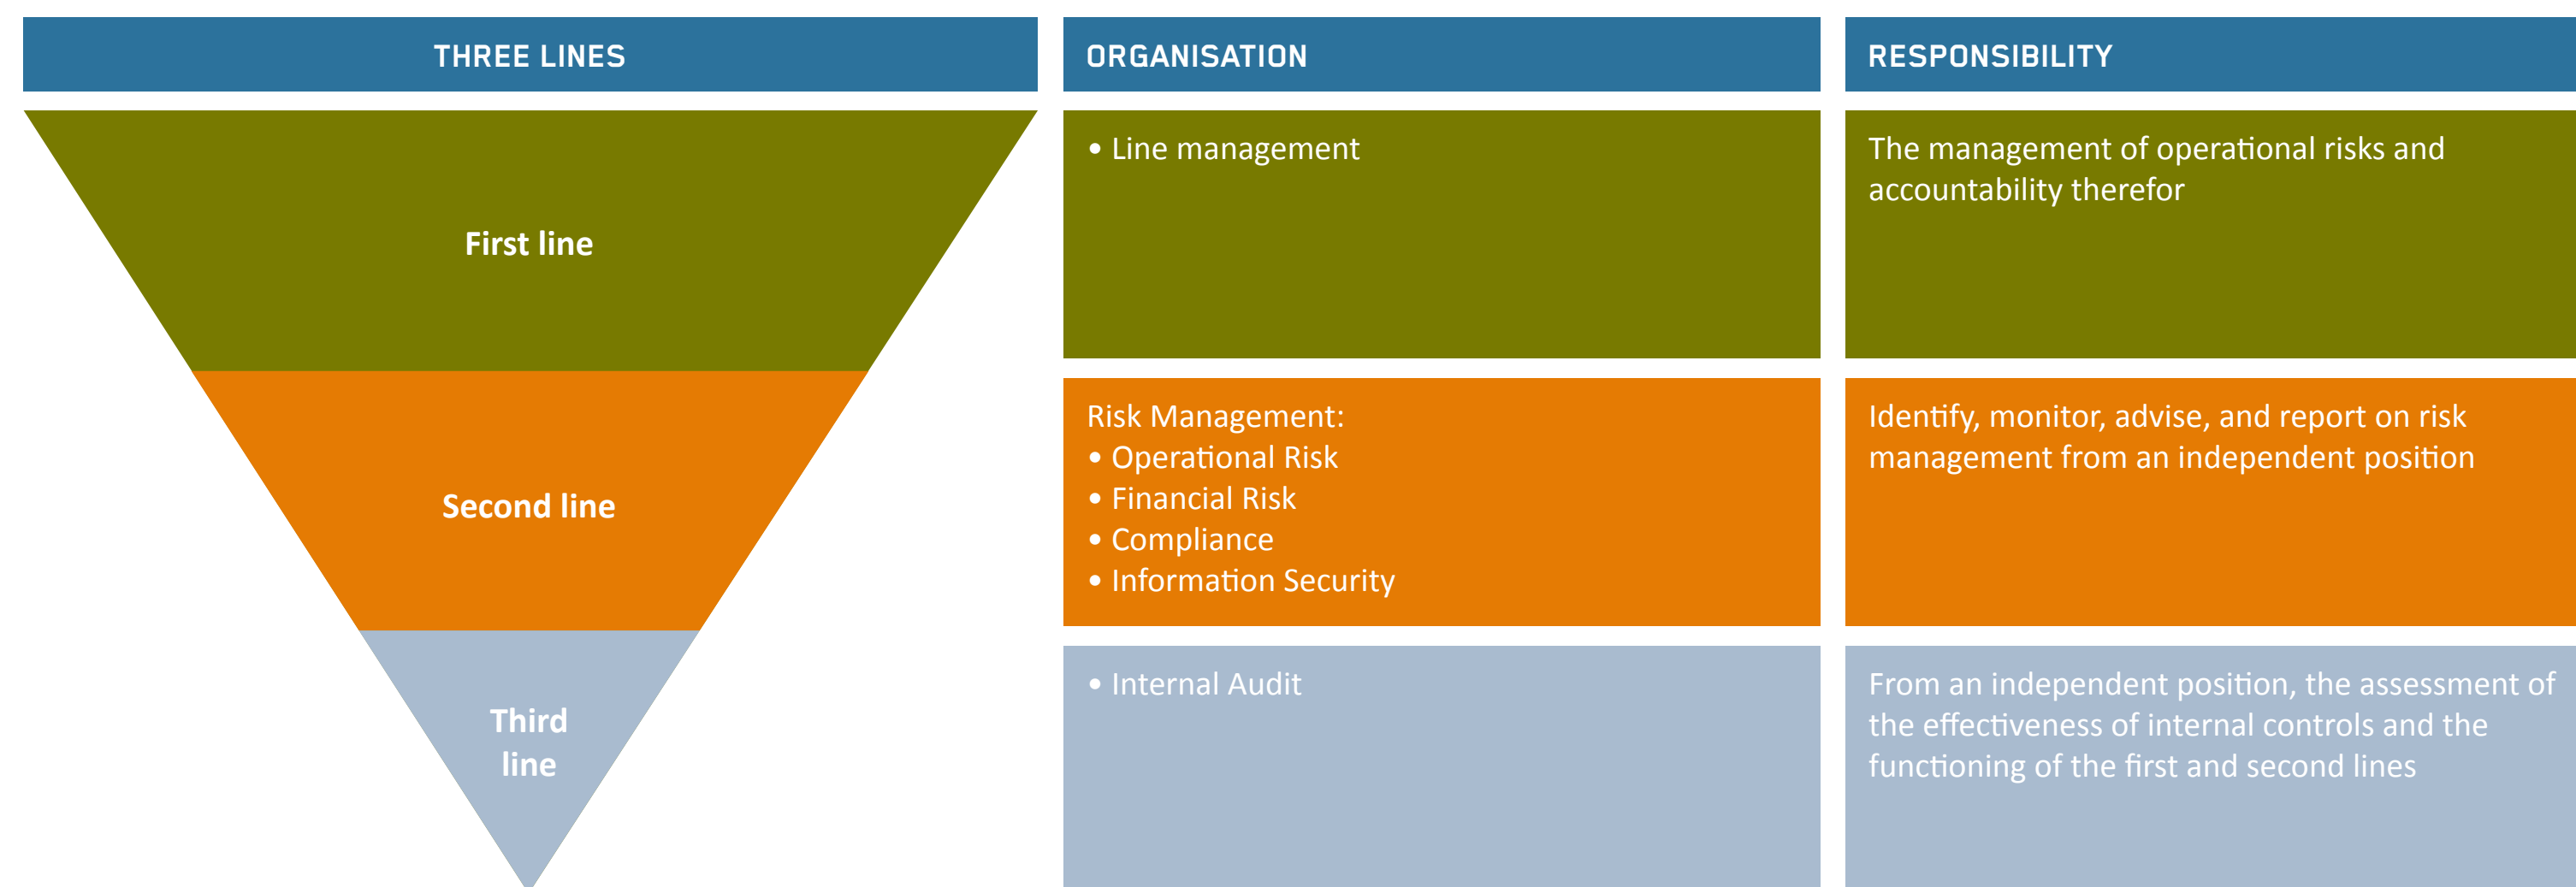 THREE LINES
ORGANISATION
RESPONSIBILITY
First line
• Line management
The management of operational risks and
accountability therefor
Second line
Risk Management:
• Operational Risk
• Financial Risk
• Compliance
• Information Security
Identify, monitor, advise, and report on risk
management from an independent position
Third
line
• Internal Audit
From an independent position, the assessment of
the effectiveness of internal controls and the
functioning of the first and second lines